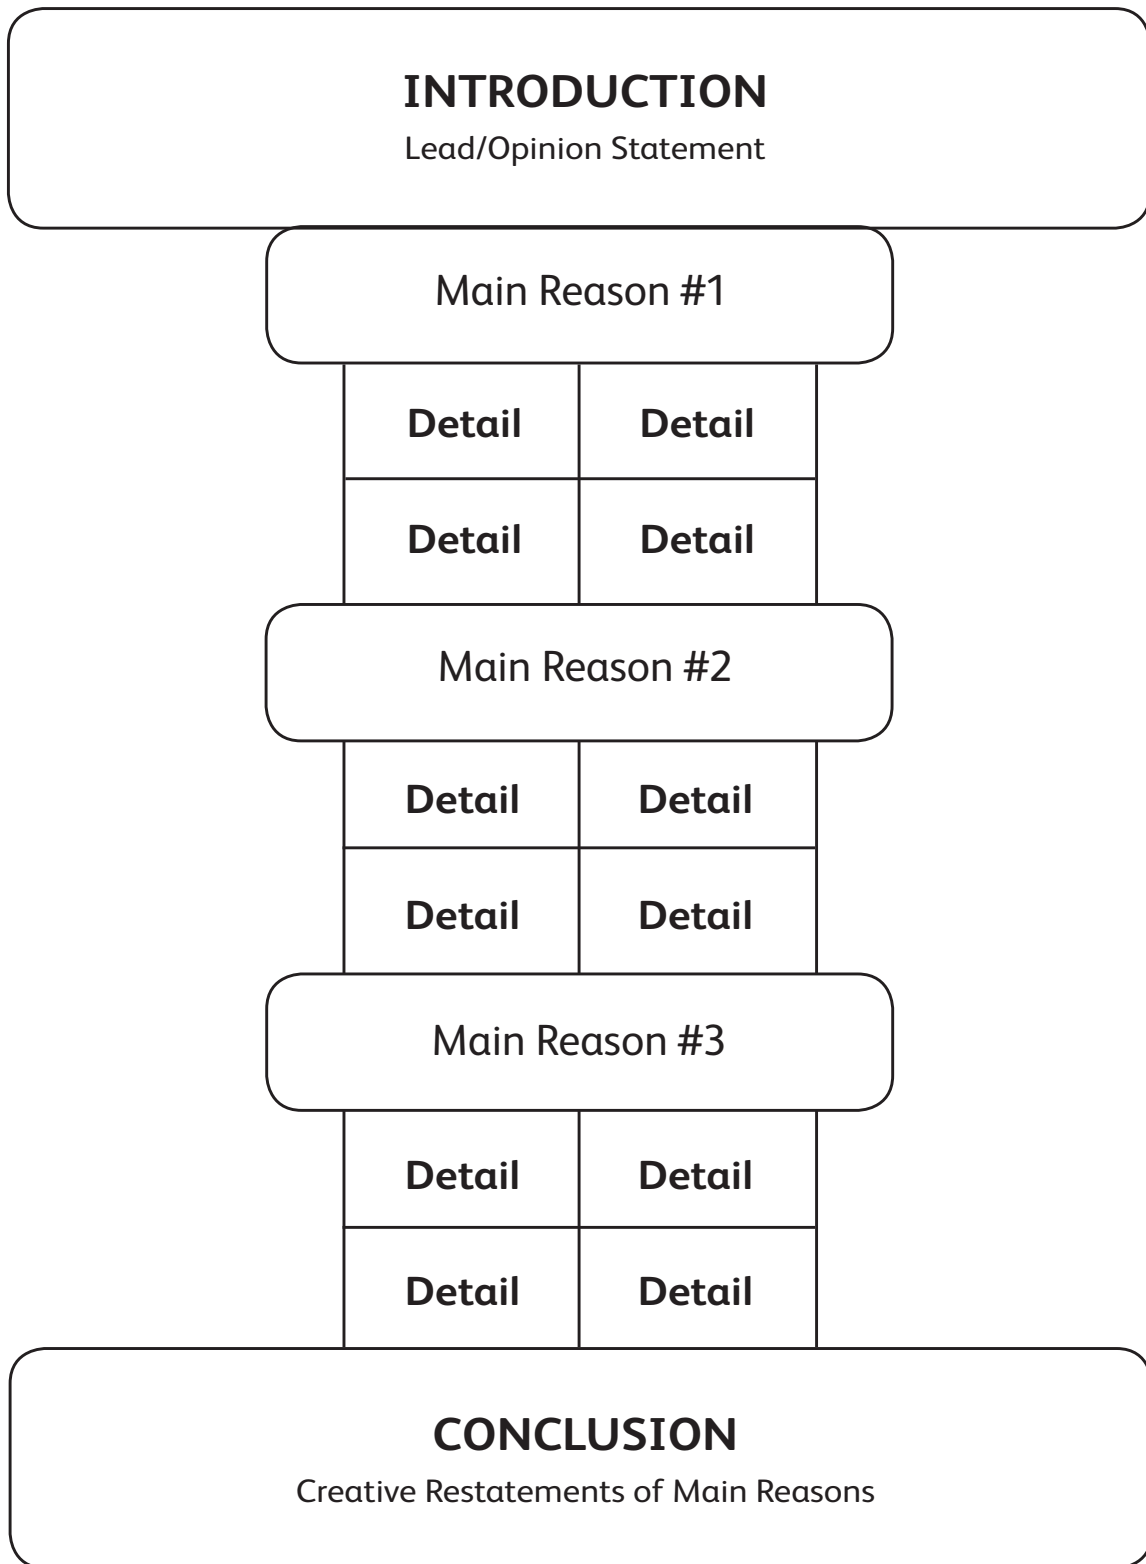 INTRODUCTION
Lead/Opinion Statement
Main Reason #1
Detail Detail
Detail Detail
Main Reason #2
Detail Detail
Detail Detail
Main Reason #3
Detail Detail
Detail Detail
CONCLUSION
Creative Restatements of Main Reasons